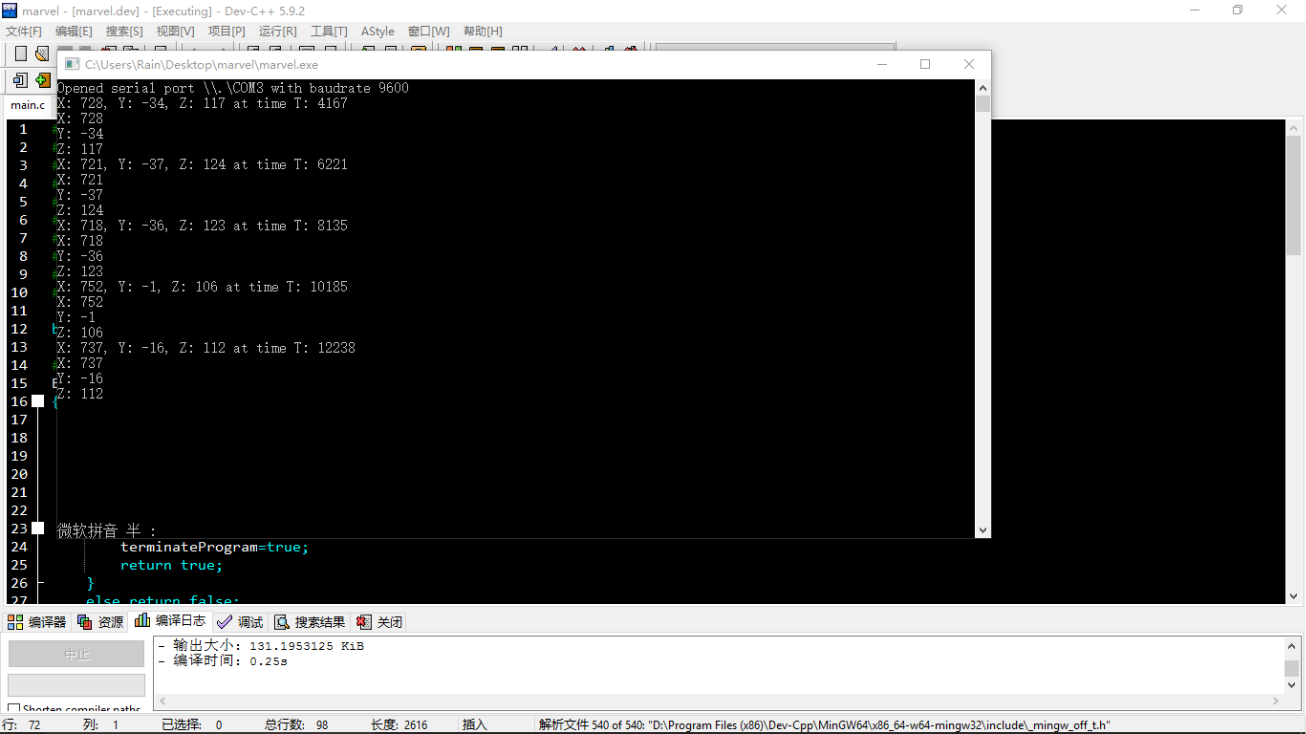 marvel - [marvel.dev] - [Executing] - Dev-C++ 5.9.2
文件[F] 编辑[E] 搜索[S] 视图[V] 项目[P] 运行[R] 工具[T] AStyle 窗口[W] 帮助[H]
C:\Users\Rain\Desktop\marvel\marvel.exe
main.c
Opened serial port \\.\COM3 with baudrate 9600
X: 728, Y: -34, Z: 117 at time T: 4167
X: 728
Y: -34
Z: 117
X: 721, Y: -37, Z: 124 at time T: 6221
X: 721
Y: -37
Z: 124
X: 718, Y: -36, Z: 123 at time T: 8135
X: 718
Y: -36
Z: 123
X: 752, Y: -1, Z: 106 at time T: 10185
X: 752
Y: -1
Z: 106
X: 737, Y: -16, Z: 112 at time T: 12238
X: 737
Y: -16
Z: 112
微软拼音 半 :
1
2
3
4
5
6
7
8
9
10
11
12
13
14
15
16 {
17
18
19
20
21
22
23
24 terminateProgram=true;
25 return true;
26 }
27 else return false;
编译器 资源 编译日志 调试 搜索结果 关闭
中止
- 输出大小: 131.1953125 KiB
- 编译时间: 0.25s
Shorten compiler paths
行: 72 列: 1 已选择: 0 总行数: 98 长度: 2616 插入 解析文件 540 of 540: "D:\Program Files (x86)\Dev-Cpp\MinGW64\x86_64-w64-mingw32\include\_mingw_off_t.h"